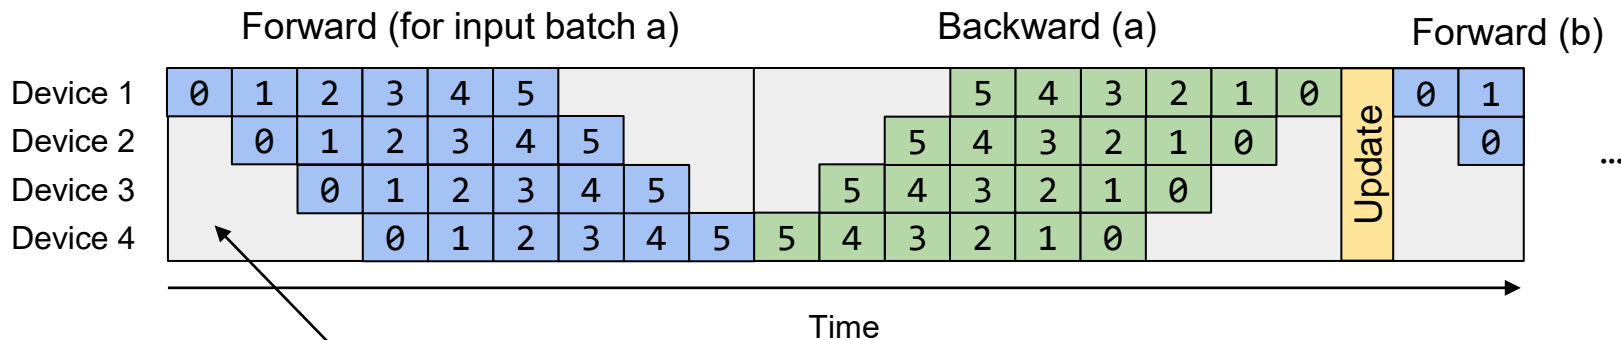 Forward (for input batch a) Backward (a) Forward (b)
Device 1 0 1 2 3 4 5 5 4 3 2 1 0 0 1
Device 2 0 1 2 3 4 5 5 4 3 2 1 0 0
Device 3 0 1 2 3 4 5 5 4 3 2 1 0
Device 4 0 1 2 3 4 5 5 4 3 2 1 0
Update
...
Time